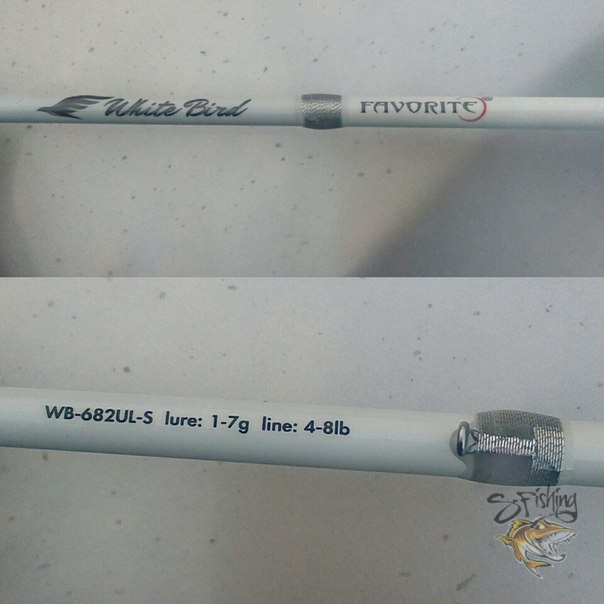 White Bird FAVORITE
WB-682UL-S lure: 1-7g line: 4-8lb
SFishing